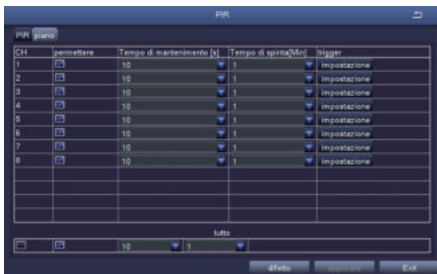 PIR
PIR piano
CH permettere Tempo di mantenimento [s] Tempo di spinta[Min] trigger
1 10 1 impostazione
2 10 1 impostazione
3 10 1 impostazione
4 10 1 impostazione
5 10 1 impostazione
6 10 1 impostazione
7 10 1 impostazione
8 10 1 impostazione
tutto
10 1
difetto Exit